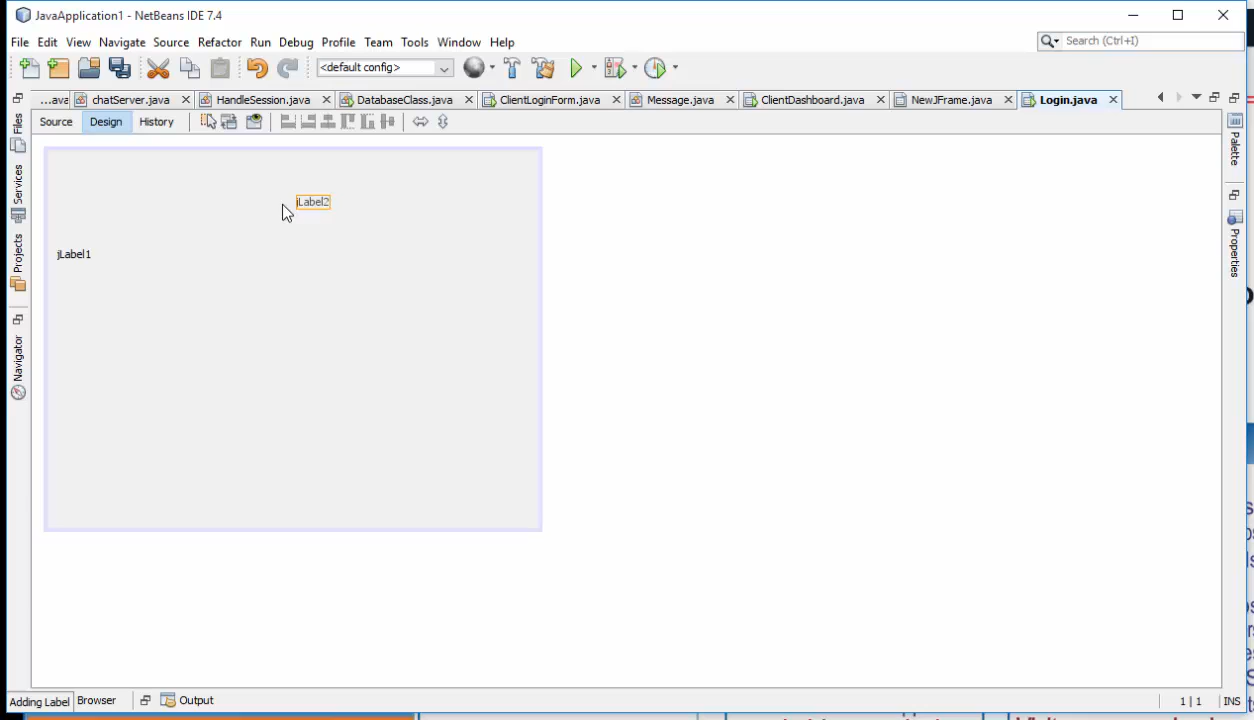 JavaApplication1 - NetBeans IDE 7.4
File Edit View Navigate Source Refactor Run Debug Profile Team Tools Window Help
Search (Ctrl+I)
<default config>
...ava chatServer.java HandleSession.java DatabaseClass.java ClientLoginForm.java Message.java ClientDashboard.java NewJFrame.java Login.java
Source Design History
Files
Services
Projects
Navigator
Palette
Properties
jLabel2
jLabel1
Adding Label Browser Output
1 | 1 INS